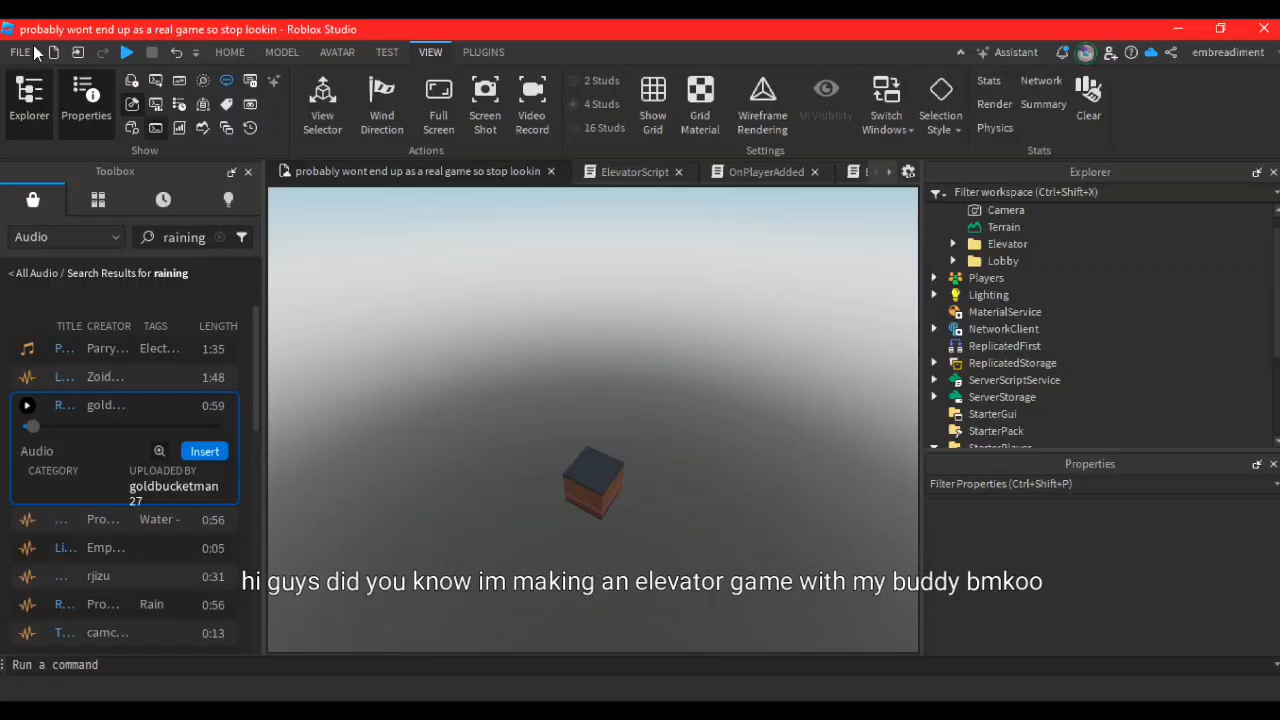 probably wont end up as a real game so stop lookin - Roblox Studio
FILE HOME MODEL AVATAR TEST VIEW PLUGINS Assistant embreadiment
Explorer
Properties
Show
View Selector
Wind Direction
Full Screen
Screen Shot
Video Record
Actions
2 Studs
4 Studs
16 Studs
Show Grid
Grid Material
Wireframe Rendering
UI Visibility
Switch Windows
Selection Style
Settings
Stats Network
Render Summary
Physics
Clear
Stats
Toolbox
probably wont end up as a real game so stop lookin
ElevatorScript
OnPlayerAdded
Explorer
Audio
raining
< All Audio / Search Results for raining
TITLE CREATOR TAGS LENGTH
P... Parry... Elect... 1:35
L... Zoid... 1:48
R... gold... 0:59
Audio Insert
CATEGORY UPLOADED BY
goldbucketman
27
... Pro... Water - 0:56
Li... Emp... 0:05
... rjizu 0:31
R... Pro... Rain 0:56
T... camc... 0:13
Filter workspace (Ctrl+Shift+X)
Camera
Terrain
Elevator
Lobby
Players
Lighting
MaterialService
NetworkClient
ReplicatedFirst
ReplicatedStorage
ServerScriptService
ServerStorage
StarterGui
StarterPack
StarterPlayer
Properties
Filter Properties (Ctrl+Shift+P)
hi guys did you know im making an elevator game with my buddy bmkoo
Run a command